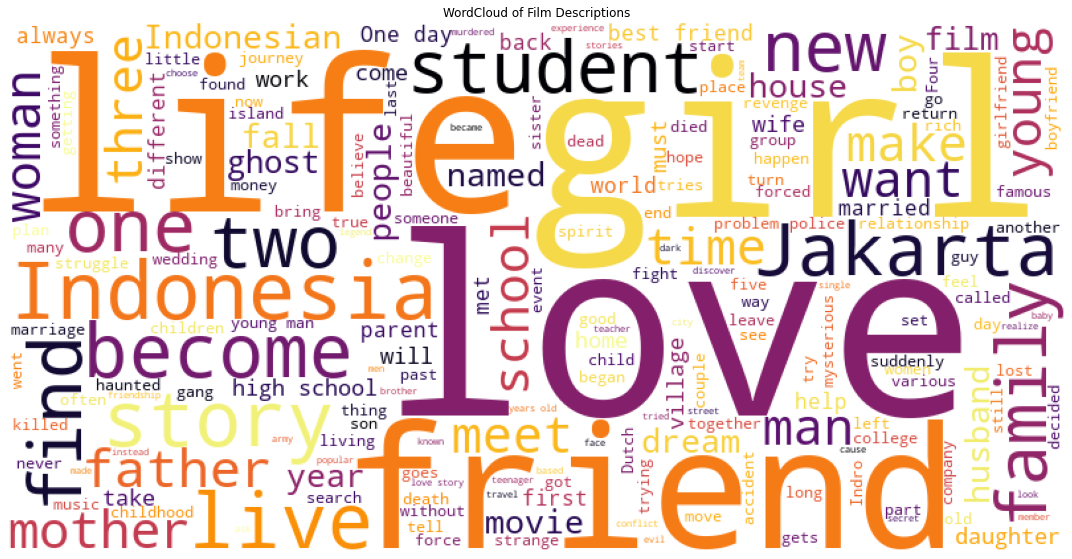 WordCloud of Film Descriptions
always
Indonesian
One day
murdered
experience
stories
best friend
film
young
little
journey
back
start
boy
Four
choose
found
work
come
student
new
place
team
woman
something
getting
three
different
life
girl
now
island
last
house
revenge
go
return
girlfriend
boyfriend
show
fall
ghost
money
believe
people
beautiful
became
named
sister
dead
died
must
hope
wife
group
happen
make
rich
world
tries
turn
forced
want
famous
married
plan
many
one
two
bring
true
someone
legend
school
end
spirit
problem
police
relationship
another
struggle
wedding
change
met
event
time
Jakarta
guy
feel
called
Indonesia
love
fight
dark
discover
five
way
leave
see
single
baby
realize
marriage
children
young man
parent
good
teacher
city
home
child
began
set
day
family
become
will
past
men
brother
village
couple
try
mysterious
suddenly
women
various
lost
still
decided
went
find
haunted
gang
high school
often
friendship
story
thing
son
living
years old
tried
street
together
help
left
college
husband
killed
army
instead
known
friend
meet
face
Dutch
dream
man
cause
never
father
popular
year
goes
love story
teenager
based
trying
accident
long
Indro
company
look
member
made
music
take
childhood
live
search
death
without
got
travel
first
move
part
secret
old
mother
tell
force
movie
strange
conflict
evil
gets
daughter